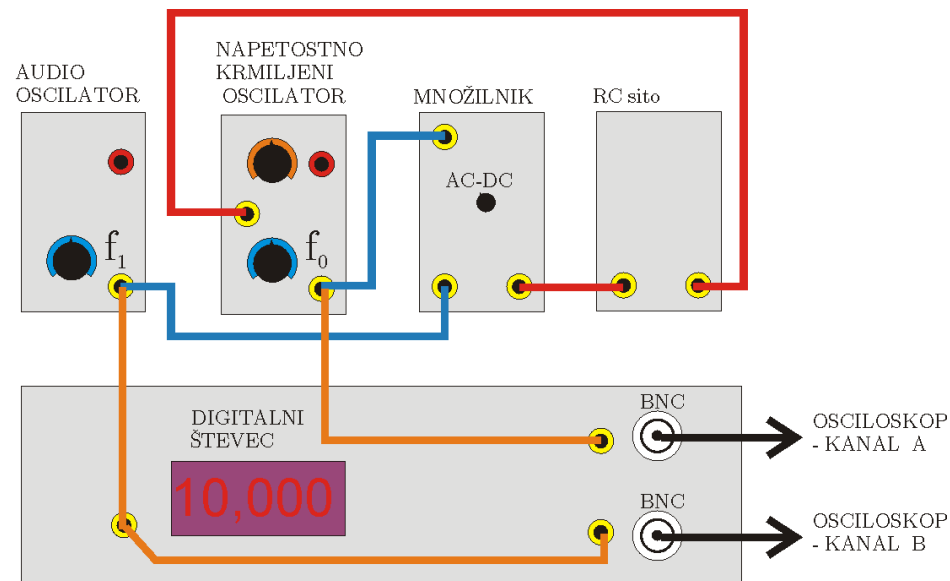 AUDIO
OSCILATOR
NAPETOSTNO
KRMILJENI
OSCILATOR
MNOŽILNIK
RC sito
AC-DC
f₁
f₀
DIGITALNI
ŠTEVEC
10,000
BNC
OSCILOSKOP
- KANAL A
BNC
OSCILOSKOP
- KANAL B